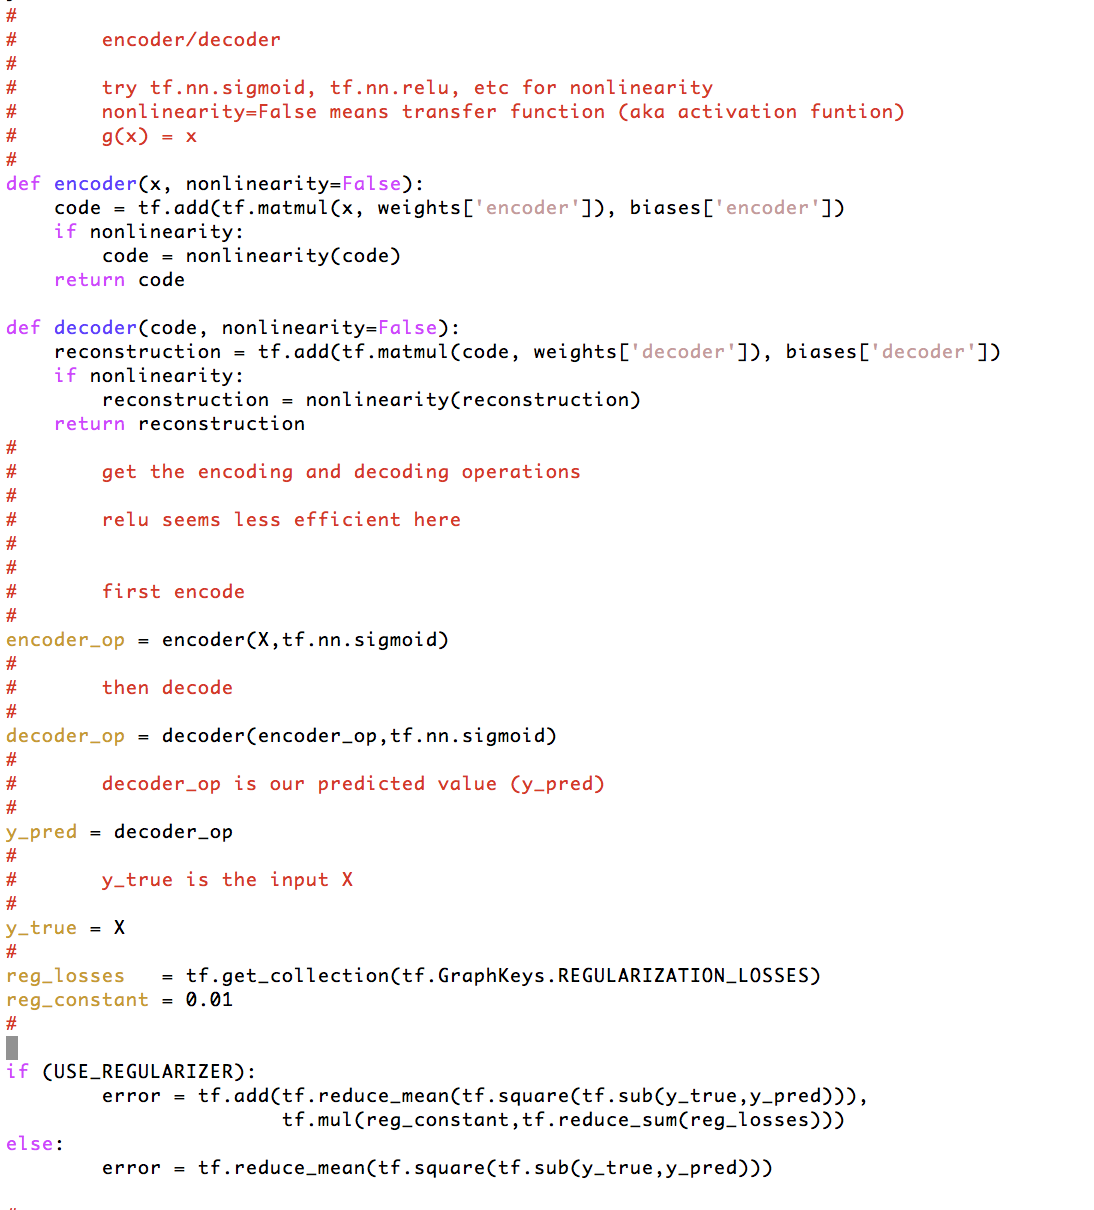 #
#       encoder/decoder
#
#       try tf.nn.sigmoid, tf.nn.relu, etc for nonlinearity
#       nonlinearity=False means transfer function (aka activation funtion)
#       g(x) = x
#
def encoder(x, nonlinearity=False):
    code = tf.add(tf.matmul(x, weights['encoder']), biases['encoder'])
    if nonlinearity:
        code = nonlinearity(code)
    return code

def decoder(code, nonlinearity=False):
    reconstruction = tf.add(tf.matmul(code, weights['decoder']), biases['decoder'])
    if nonlinearity:
        reconstruction = nonlinearity(reconstruction)
    return reconstruction
#
#       get the encoding and decoding operations
#
#       relu seems less efficient here
#
#
#       first encode
#
encoder_op = encoder(X,tf.nn.sigmoid)
#
#       then decode
#
decoder_op = decoder(encoder_op,tf.nn.sigmoid)
#
#       decoder_op is our predicted value (y_pred)
#
y_pred = decoder_op
#
#       y_true is the input X
#
y_true = X
#
reg_losses   = tf.get_collection(tf.GraphKeys.REGULARIZATION_LOSSES)
reg_constant = 0.01
#

if (USE_REGULARIZER):
        error = tf.add(tf.reduce_mean(tf.square(tf.sub(y_true,y_pred))),
                       tf.mul(reg_constant,tf.reduce_sum(reg_losses)))
else:
        error = tf.reduce_mean(tf.square(tf.sub(y_true,y_pred)))